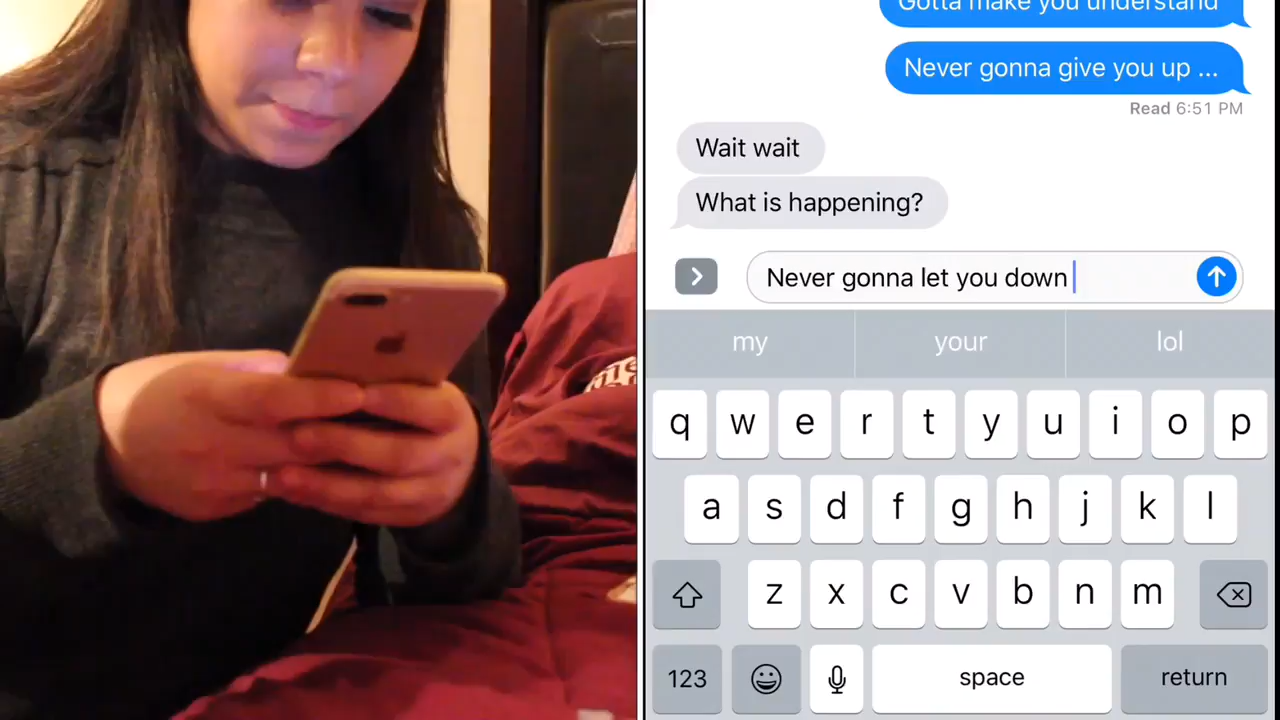 Gotta make you understand
Never gonna give you up ...
Read 6:51 PM
Wait wait
What is happening?
Never gonna let you down
my your lol
q w e r t y u i o p
a s d f g h j k l
z x c v b n m
123 space return